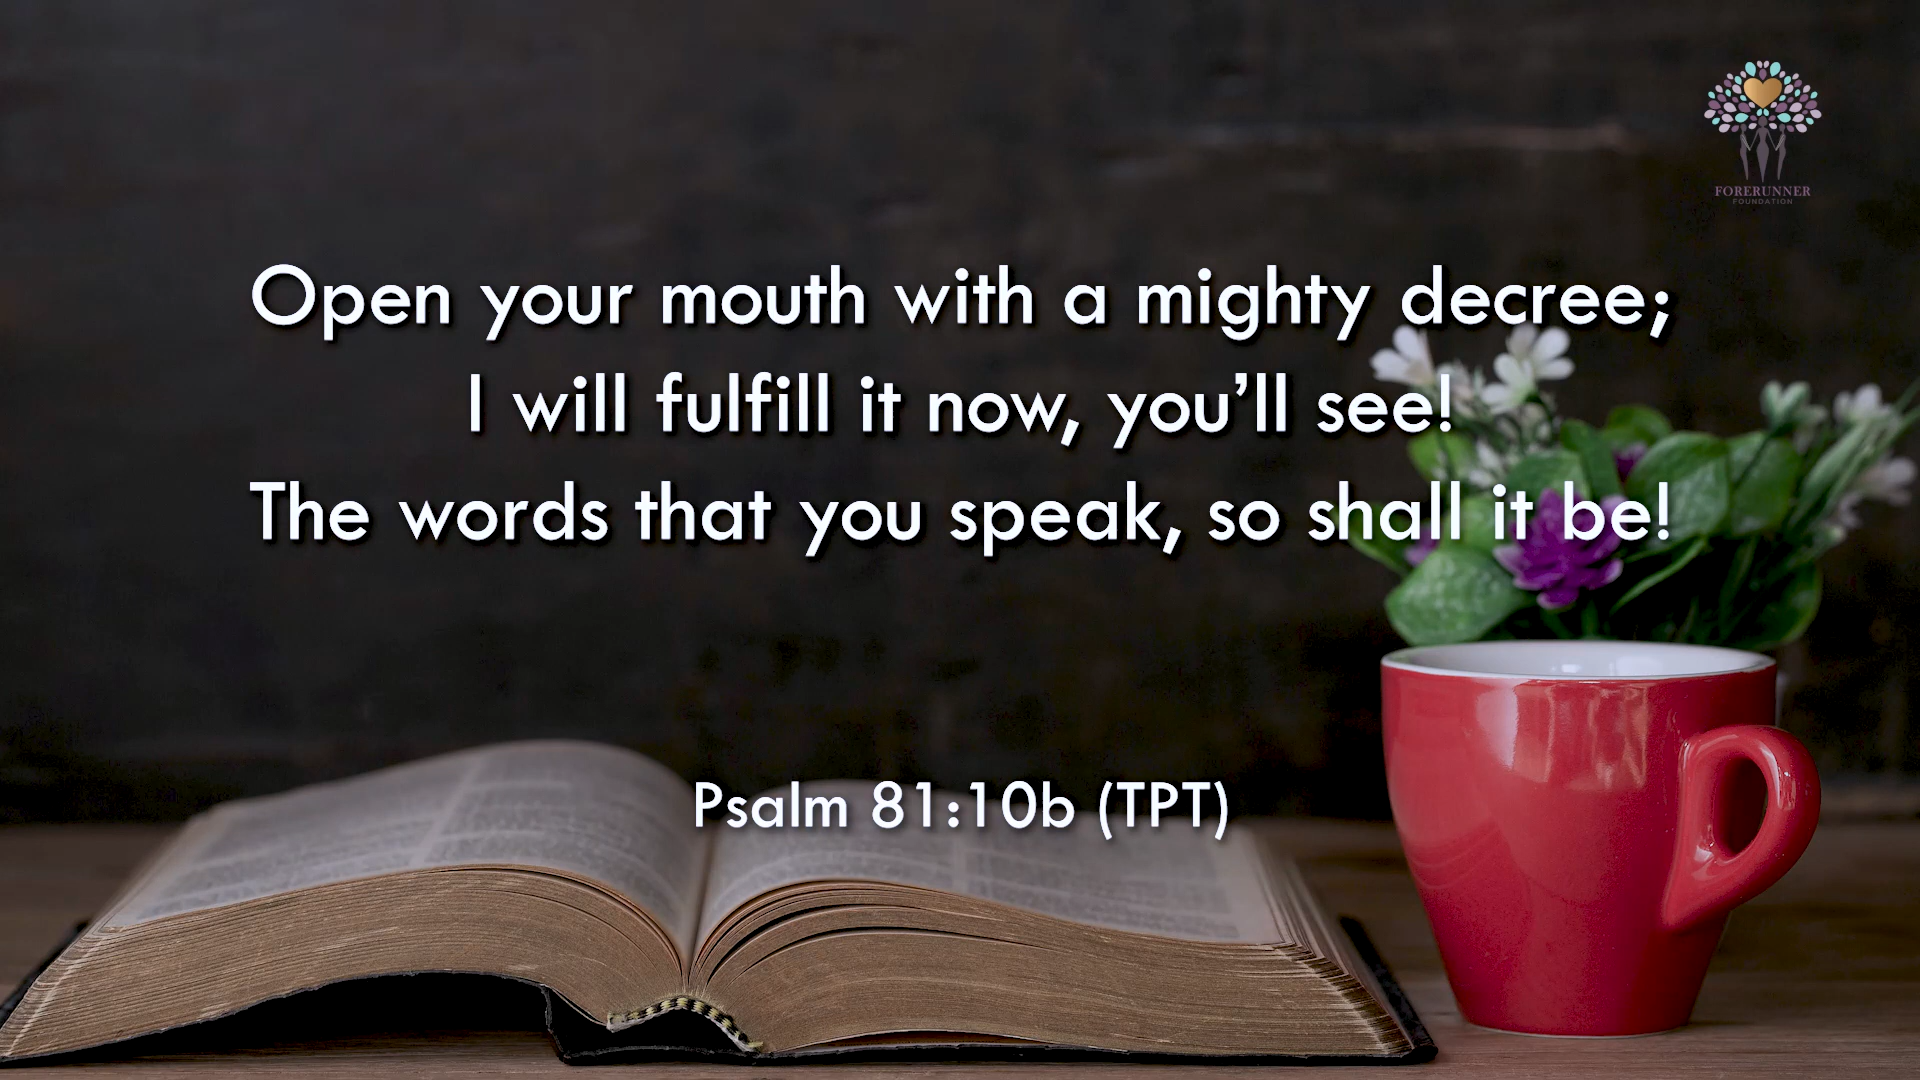 FORERUNNER
FOUNDATION
Open your mouth with a mighty decree;
I will fulfill it now, you’ll see!
The words that you speak, so shall it be!
Psalm 81:10b (TPT)